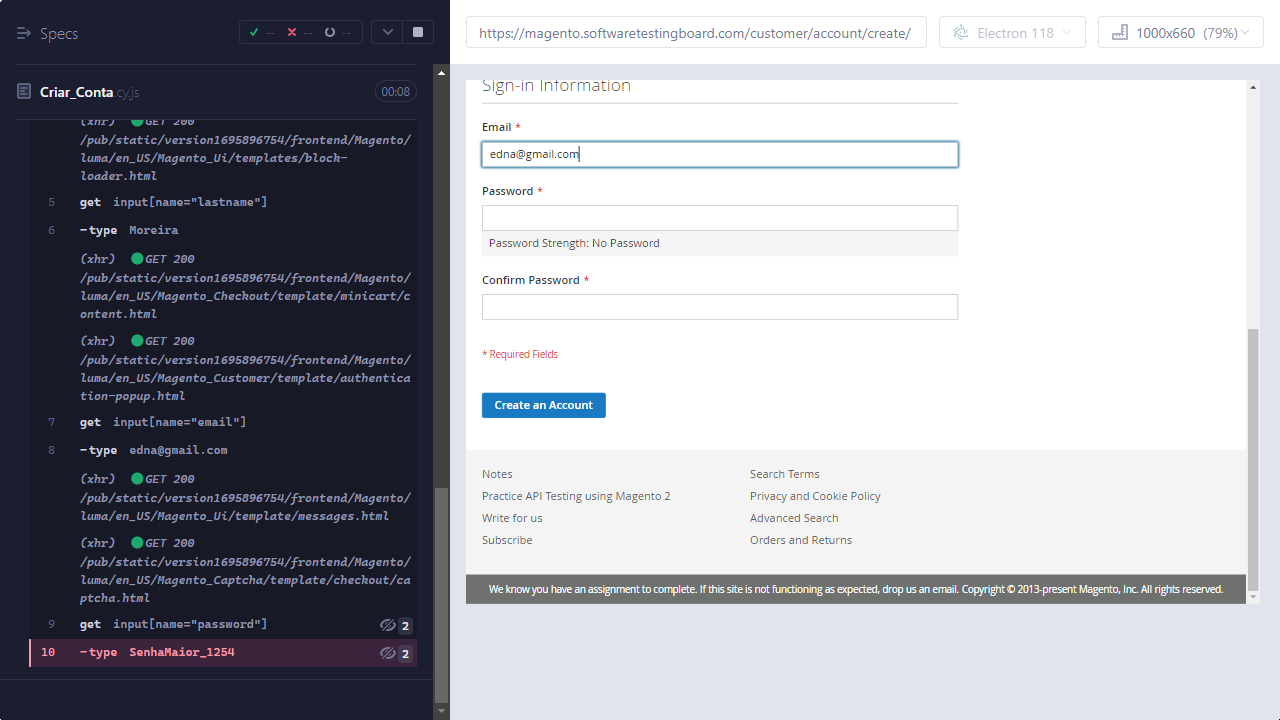 Specs
--
--
--
Criar_Conta cy.js
00:08
(xhr) GET 200
/pub/static/version1695896754/frontend/Magento/
luma/en_US/Magento_Ui/templates/block-
loader.html
5 get input[name="lastname"]
6 -type Moreira
(xhr) GET 200
/pub/static/version1695896754/frontend/Magento/
luma/en_US/Magento_Checkout/template/minicart/c
ontent.html
(xhr) GET 200
/pub/static/version1695896754/frontend/Magento/
luma/en_US/Magento_Customer/template/authentica
tion-popup.html
7 get input[name="email"]
8 -type edna@gmail.com
(xhr) GET 200
/pub/static/version1695896754/frontend/Magento/
luma/en_US/Magento_Ui/template/messages.html
(xhr) GET 200
/pub/static/version1695896754/frontend/Magento/
luma/en_US/Magento_Captcha/template/checkout/ca
ptcha.html
9 get input[name="password"] 2
10 -type SenhaMaior_1254 2
https://magento.softwaretestingboard.com/customer/account/create/
Electron 118
1000x660 (79%)
Sign-in Information
Email *
edna@gmail.com
Password *
Password Strength: No Password
Confirm Password *
* Required Fields
Create an Account
Notes
Practice API Testing using Magento 2
Write for us
Subscribe
Search Terms
Privacy and Cookie Policy
Advanced Search
Orders and Returns
We know you have an assignment to complete. If this site is not functioning as expected, drop us an email. Copyright © 2013-present Magento, Inc. All rights reserved.